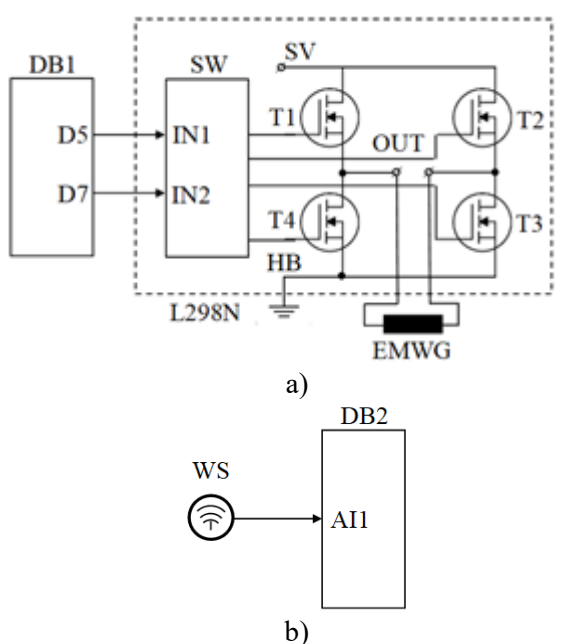 SV
DB1 SW
T1 T2
D5 IN1 OUT
D7 IN2
T4 T3
HB
L298N
EMWG
a)
DB2
WS
AI1
b)